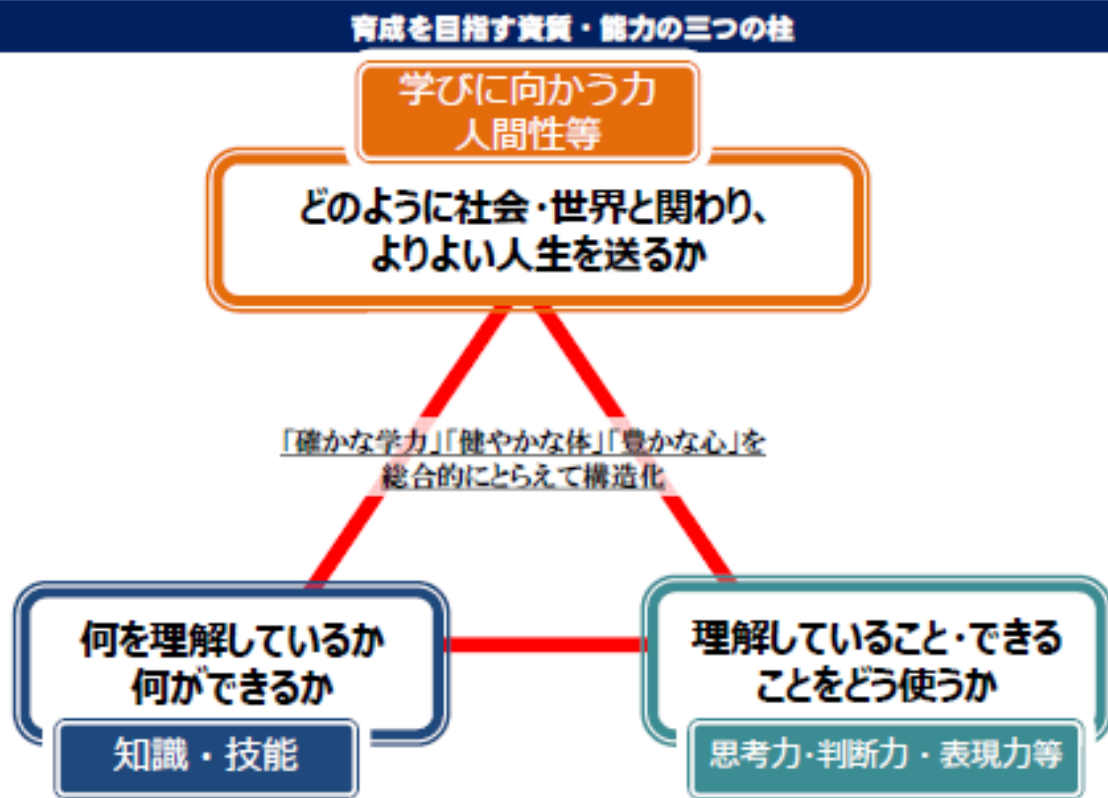 育成を目指す資質・能力の三つの柱
学びに向かう力
人間性等
どのように社会・世界と関わり、
よりよい人生を送るか
「確かな学力」「健やかな体」「豊かな心」を
総合的にとらえて構造化
何を理解しているか
何ができるか
知識・技能
理解していること・できる
ことをどう使うか
思考力・判断力・表現力等